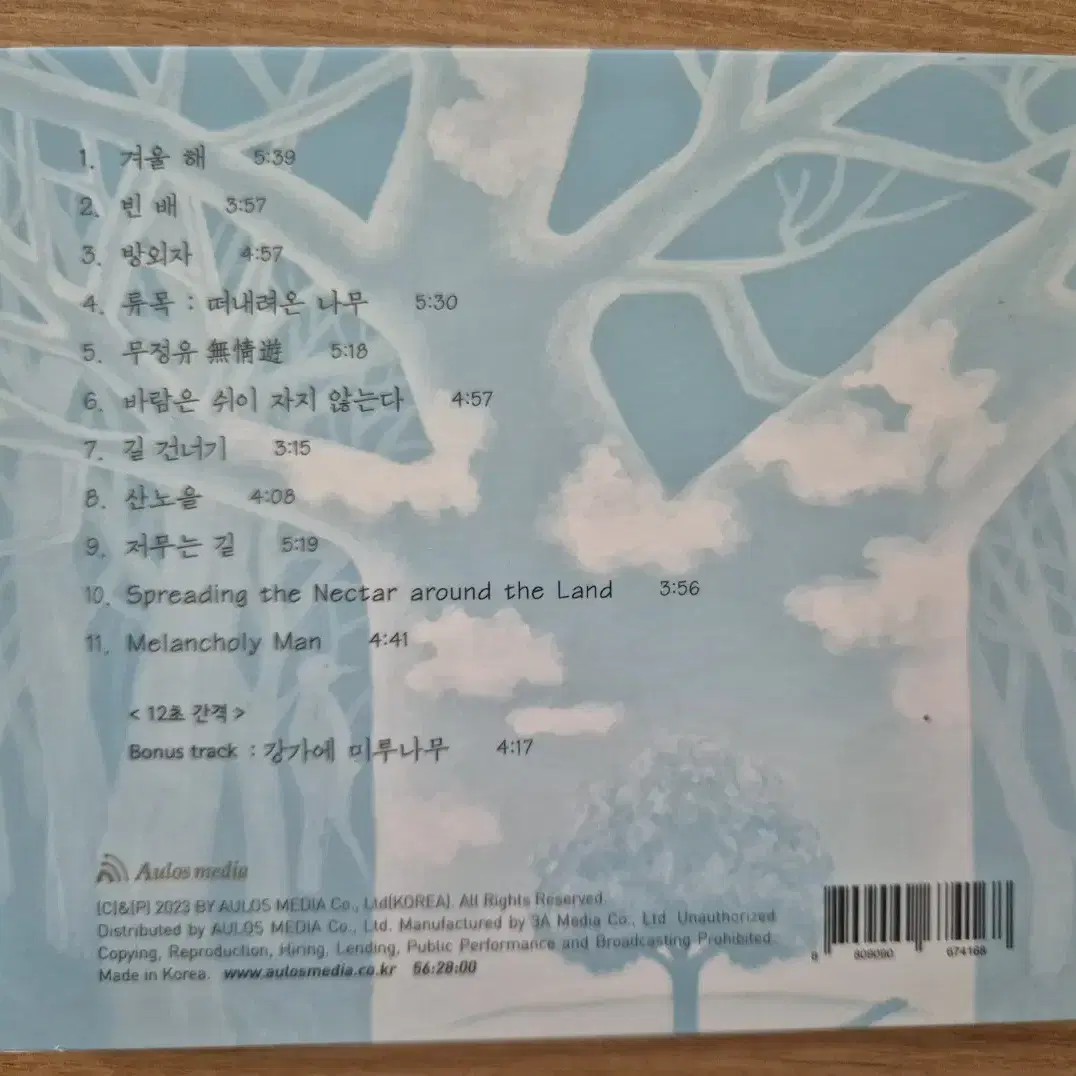 1. 겨울 해 5:39
2. 빈 배 3:57
3. 방외자 4:57
4. 류목 : 떠내려온 나무 5:30
5. 무정유 無情遊 5:18
6. 바람은 쉬이 자지 않는다 4:57
7. 길 건너기 3:15
8. 산노을 4:08
9. 저무는 길 5:19
10. Spreading the Nectar around the Land 3:56
11. Melancholy Man 4:41
< 12초 간격 >
Bonus track : 강가에 미루나무 4:17
Aulos media
[C]&[P] 2023 BY AULOS MEDIA Co., Ltd[KOREA]. All Rights Reserved.
Distributed by AULOS MEDIA Co., Ltd. Manufactured by 3A Media Co., Ltd. Unauthorized
Copying, Reproduction, Hiring, Lending, Public Performance and Broadcasting Prohibited.
Made in Korea. www.aulosmedia.co.kr 56:28:00
8 808090 674168